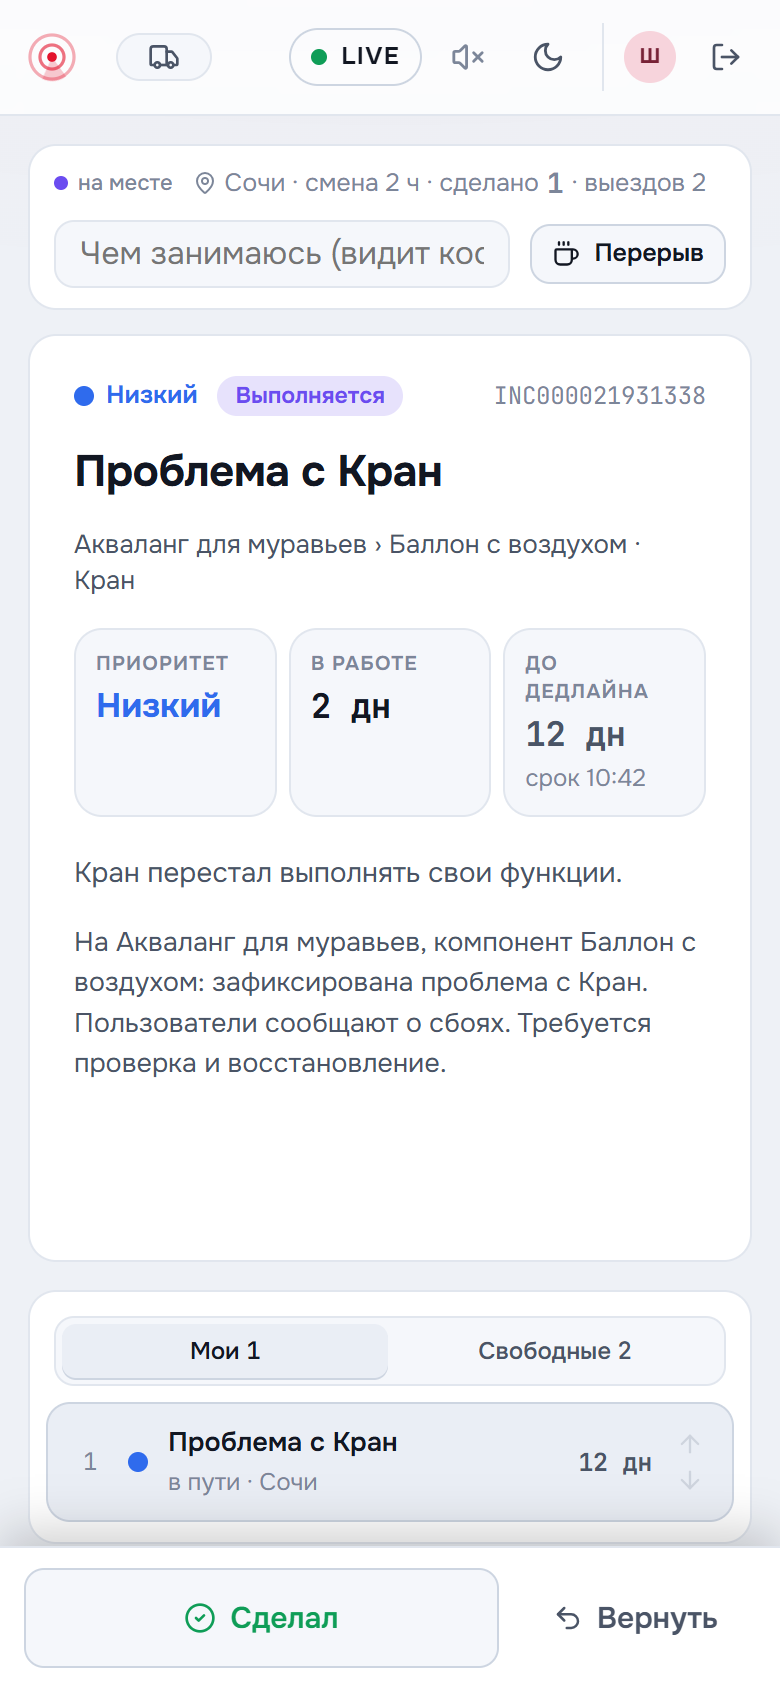 LIVE
Ш
на месте
Сочи · смена 2 ч · сделано 1 · выездов 2
Чем занимаюсь (видит коо
Перерыв
Низкий
Выполняется
INC000021931338
Проблема с Кран
Акваланг для муравьев › Баллон с воздухом ·
Кран
ПРИОРИТЕТ
Низкий
В РАБОТЕ
2 дн
ДО
ДЕДЛАЙНА
12 дн
срок 10:42
Кран перестал выполнять свои функции.
На Акваланг для муравьев, компонент Баллон с
воздухом: зафиксирована проблема с Кран.
Пользователи сообщают о сбоях. Требуется
проверка и восстановление.
Мои 1
Свободные 2
1
Проблема с Кран
в пути · Сочи
12 дн
Сделал
Вернуть